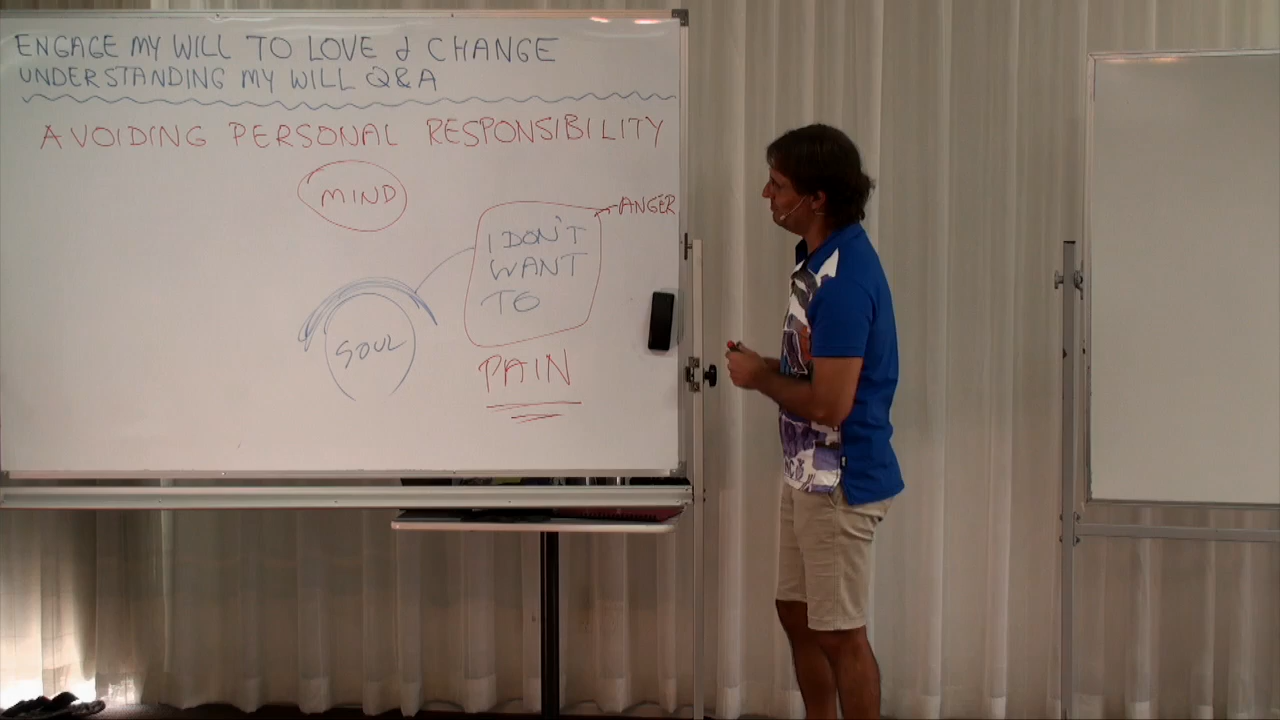 ENGAGE MY WILL TO LOVE & CHANGE
UNDERSTANDING MY WILL Q&A
AVOIDING PERSONAL RESPONSIBILITY
MIND
ANGER
I DON'T
WANT
TO
SOUL
PAIN